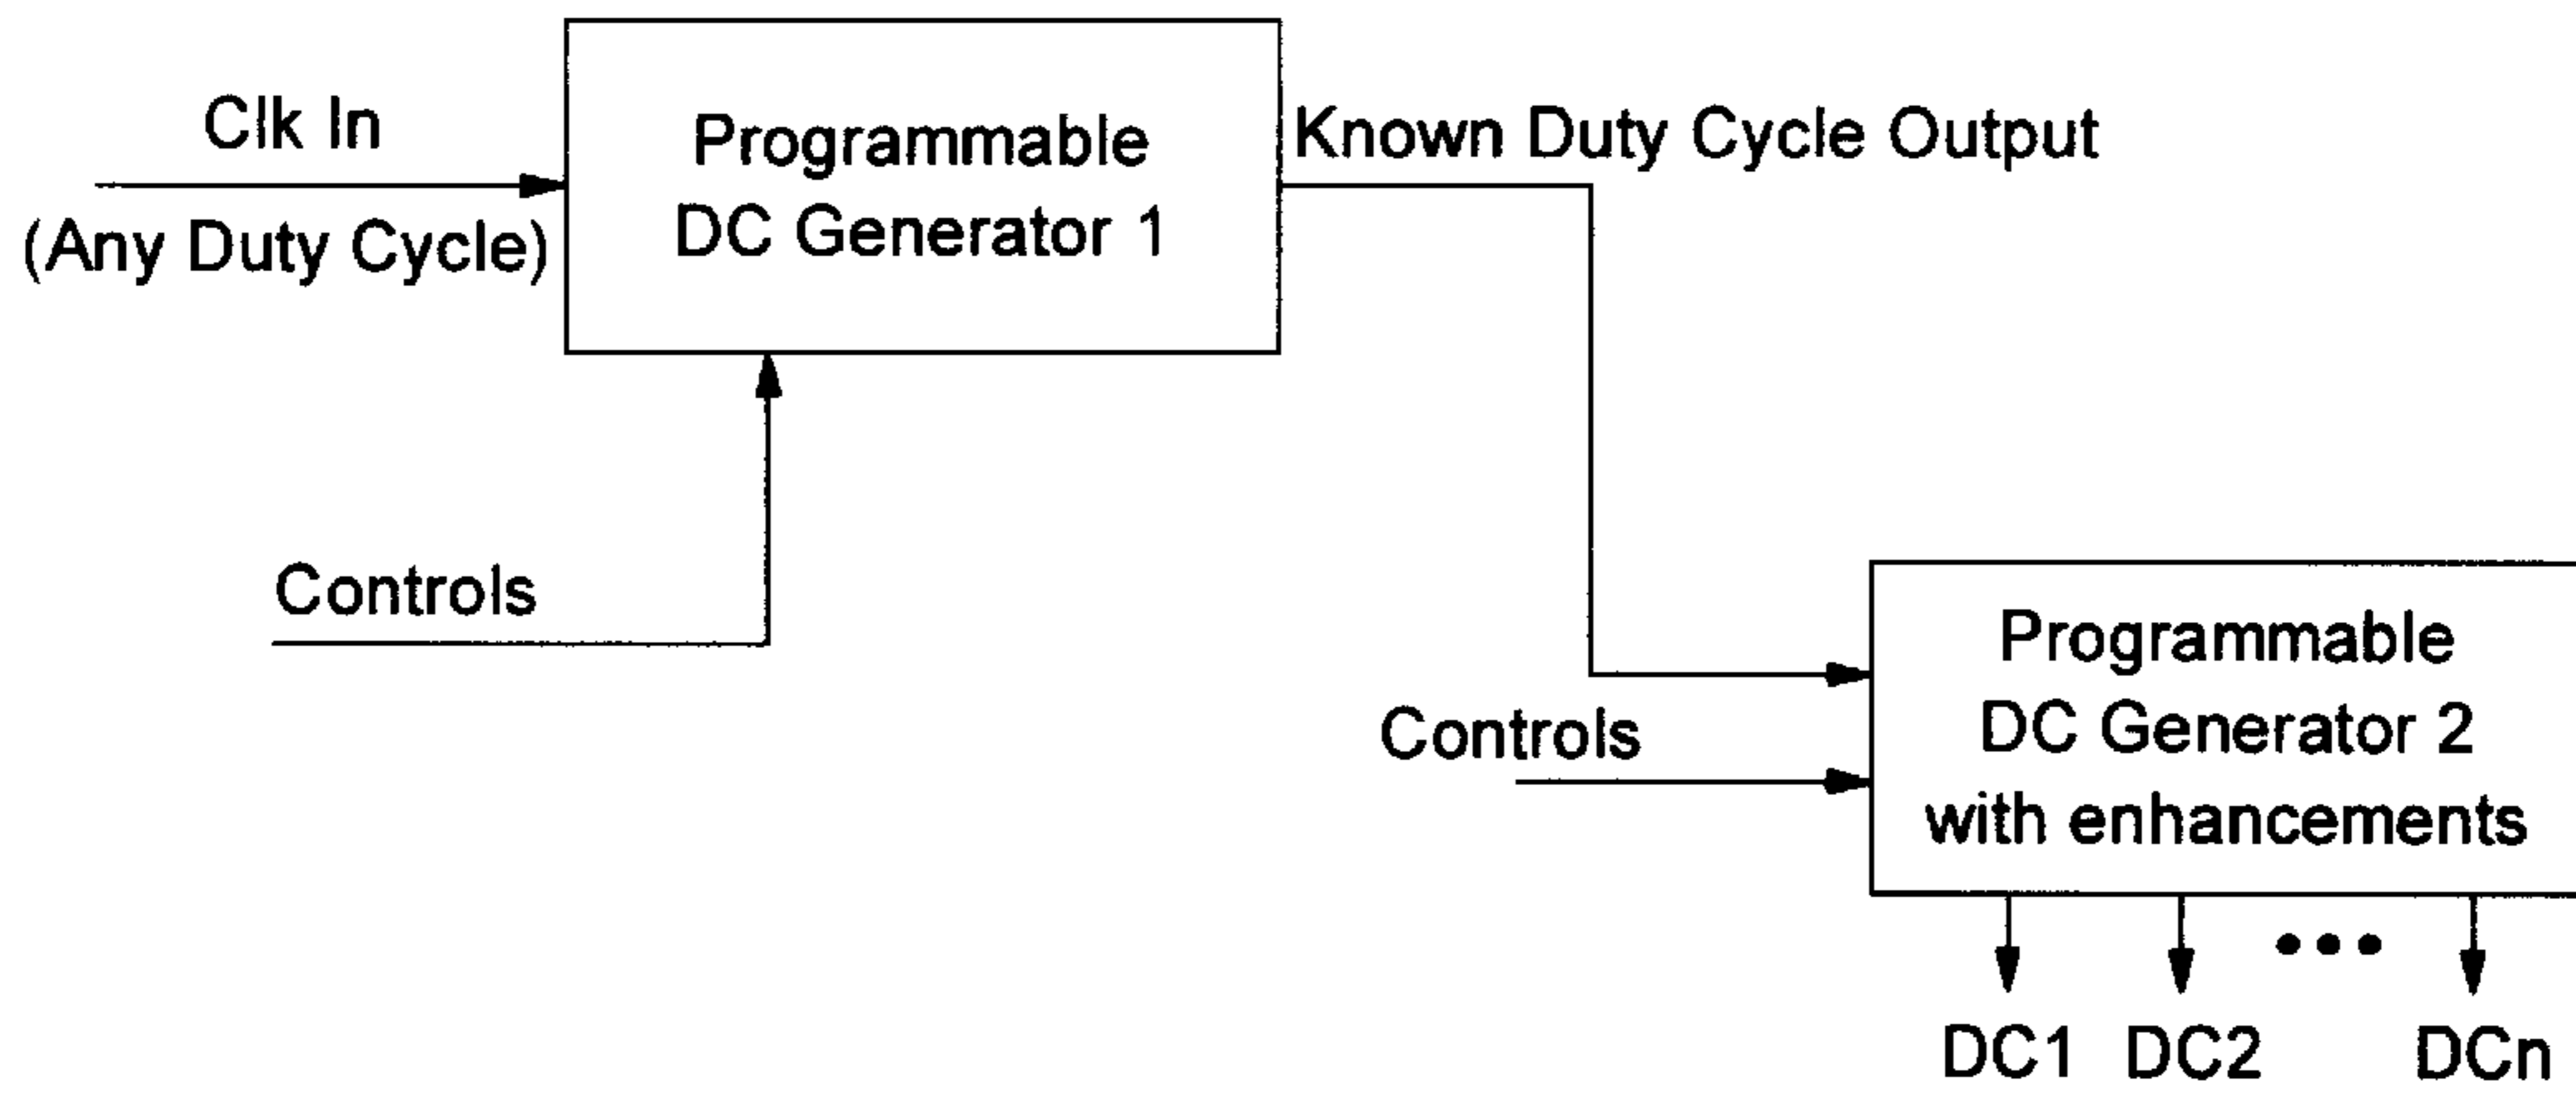 Clk In
(Any Duty Cycle)
Programmable
DC Generator 1
Known Duty Cycle Output
Controls
Controls
Programmable
DC Generator 2
with enhancements
DC1 DC2 ••• DCn